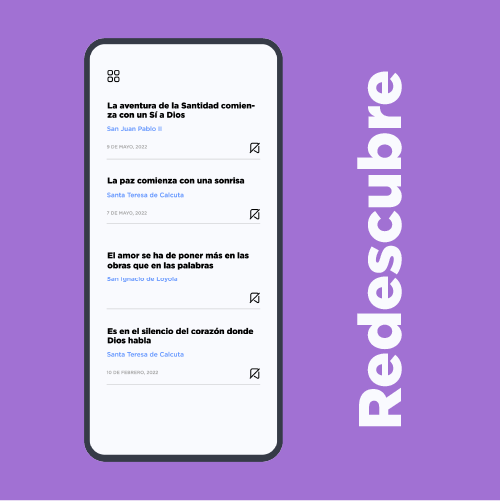 La aventura de la Santidad comien-
za con un Sí a Dios
San Juan Pablo II
9 DE MAYO, 2022
La paz comienza con una sonrisa
Santa Teresa de Calcuta
7 DE MAYO, 2022
El amor se ha de poner más en las
obras que en las palabras
San Ignacio de Loyola
Es en el silencio del corazón donde
Dios habla
Santa Teresa de Calcuta
10 DE FEBRERO, 2022
Redescubre